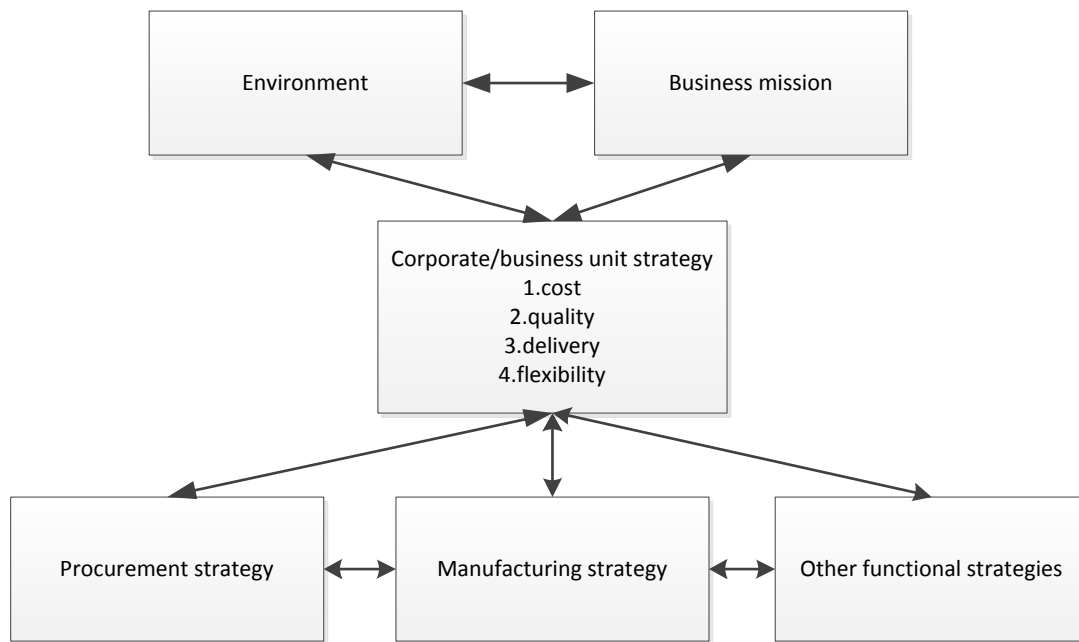 Environment
Business mission
Corporate/business unit strategy
1.cost
2.quality
3.delivery
4.flexibility
Procurement strategy
Manufacturing strategy
Other functional strategies